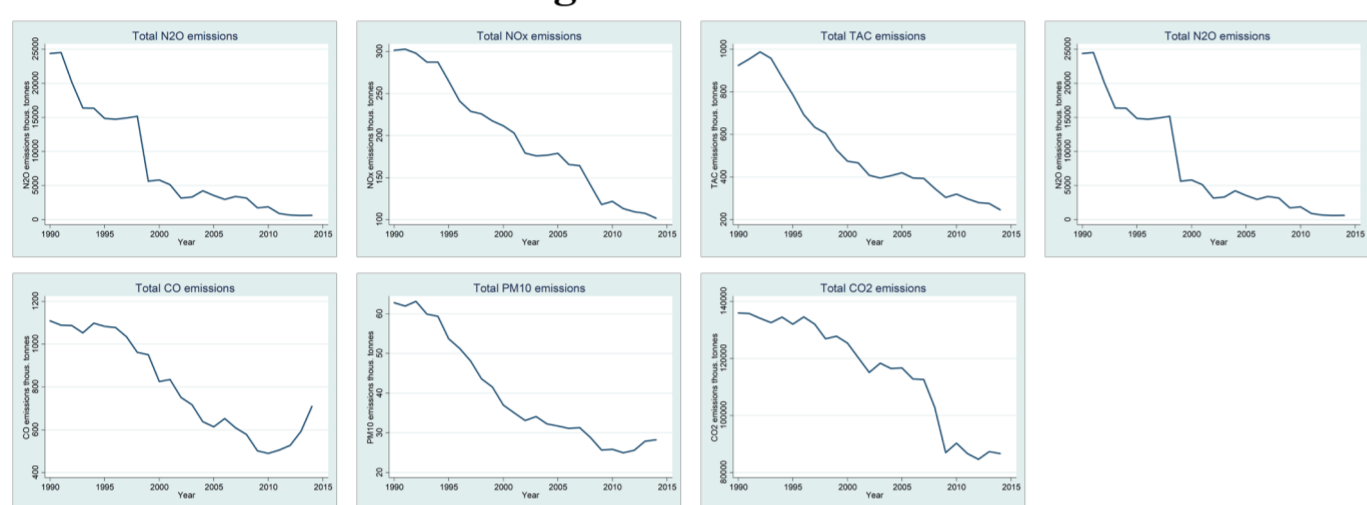 g
Total N2O emissions
N2O emissions thous. tonnes
0 5000 10000 15000 20000 25000
1990 1995 2000 2005 2010 2015
Year
Total NOx emissions
NOx emissions thous. tonnes
100 150 200 250 300
1990 1995 2000 2005 2010 2015
Year
Total TAC emissions
TAC emissions thous. tonnes
200 400 600 800 1000
1990 1995 2000 2005 2010 2015
Year
Total N2O emissions
N2O emissions thous. tonnes
0 5000 10000 15000 20000 25000
1990 1995 2000 2005 2010 2015
Year
Total CO emissions
CO emissions thous. tonnes
400 600 800 1000 1200
1990 1995 2000 2005 2010 2015
Year
Total PM10 emissions
PM10 emissions thous. tonnes
20 30 40 50 60
1990 1995 2000 2005 2010 2015
Year
Total CO2 emissions
CO2 emissions thous. tonnes
80000 100000 120000 140000
1990 1995 2000 2005 2010 2015
Year